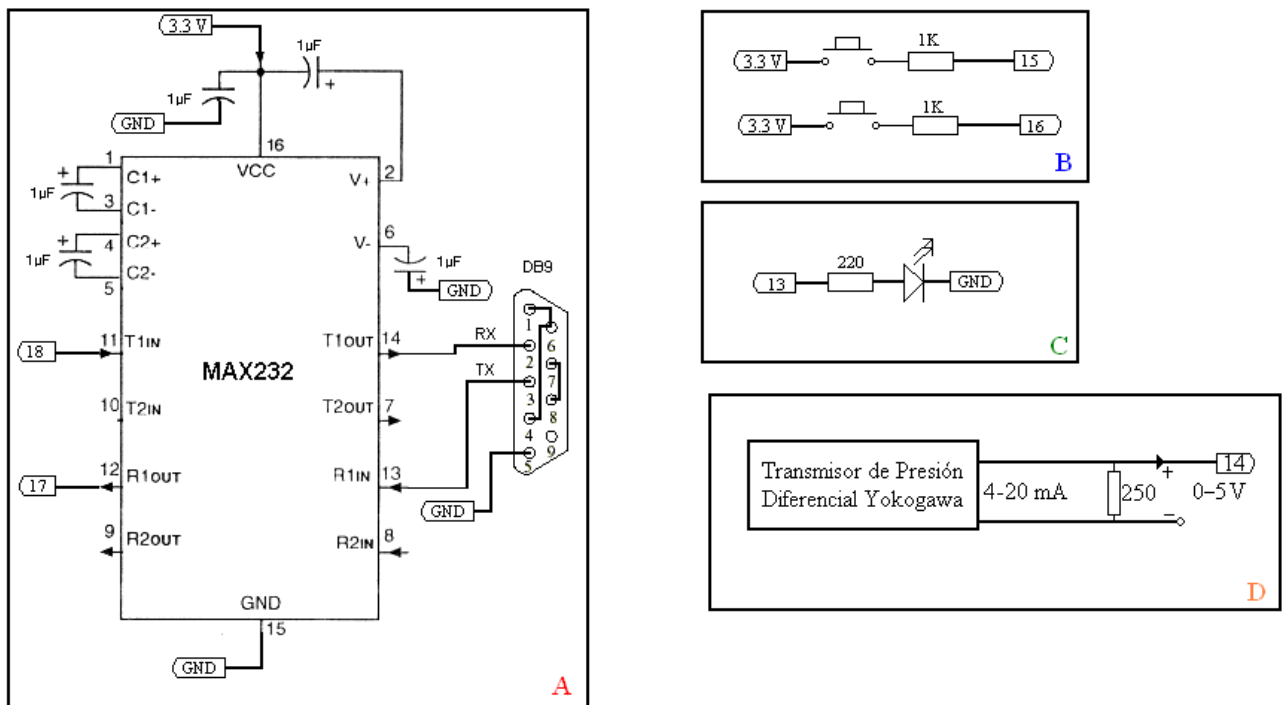 3.3 V
1µF
1µF
GND
16
VCC
1
C1+
V+
2
1µF
3
C1-
4
C2+
V-
6
1µF
C2-
5
1µF
GND
DB9
18
11
T1IN
T1OUT
14
RX
1
6
2
7
MAX232
TX
3
8
10
T2IN
T2OUT
7
4
9
5
17
12
R1OUT
R1IN
13
GND
9
R2OUT
R2IN
8
GND
15
GND
A
3.3 V
1K
15
3.3 V
1K
16
B
13
220
GND
C
Transmisor de Presión
Diferencial Yokogawa
4-20 mA
250
+
14
0–5V
–
D